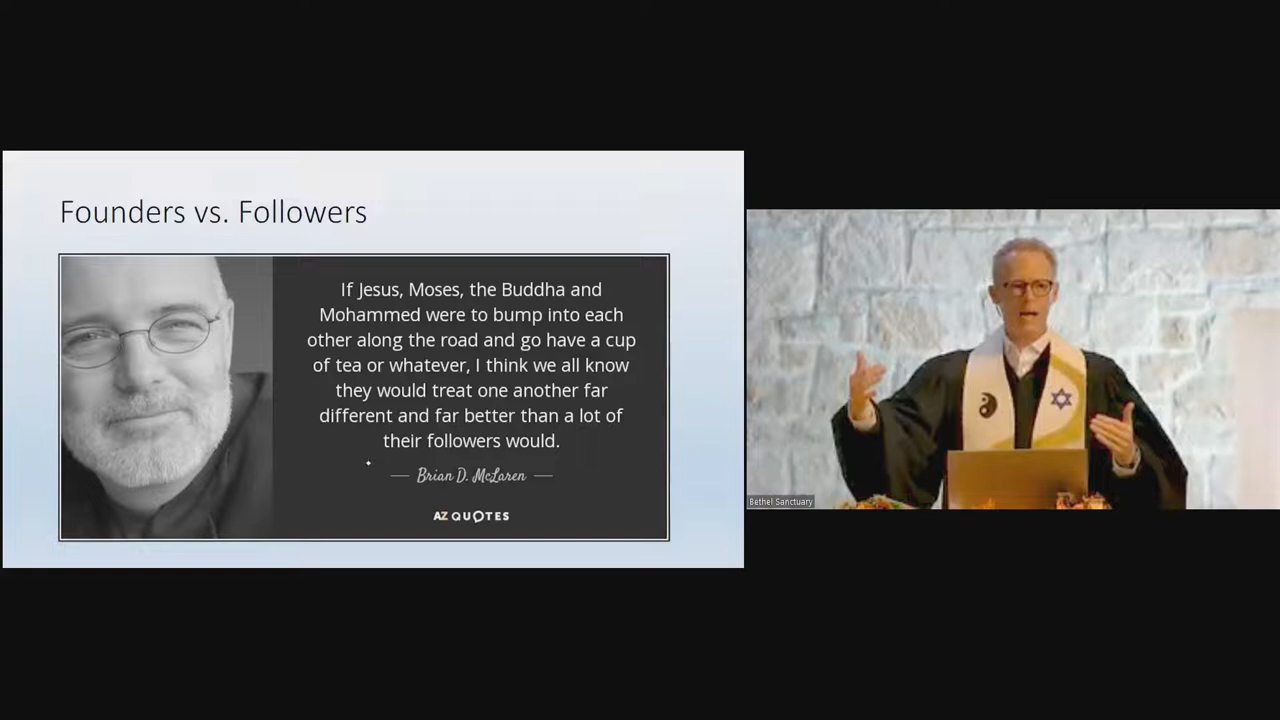 Founders vs. Followers
If Jesus, Moses, the Buddha and
Mohammed were to bump into each
other along the road and go have a cup
of tea or whatever, I think we all know
they would treat one another far
different and far better than a lot of
their followers would.
Brian D. McLaren
AZ QUOTES
Bethel Sanctuary